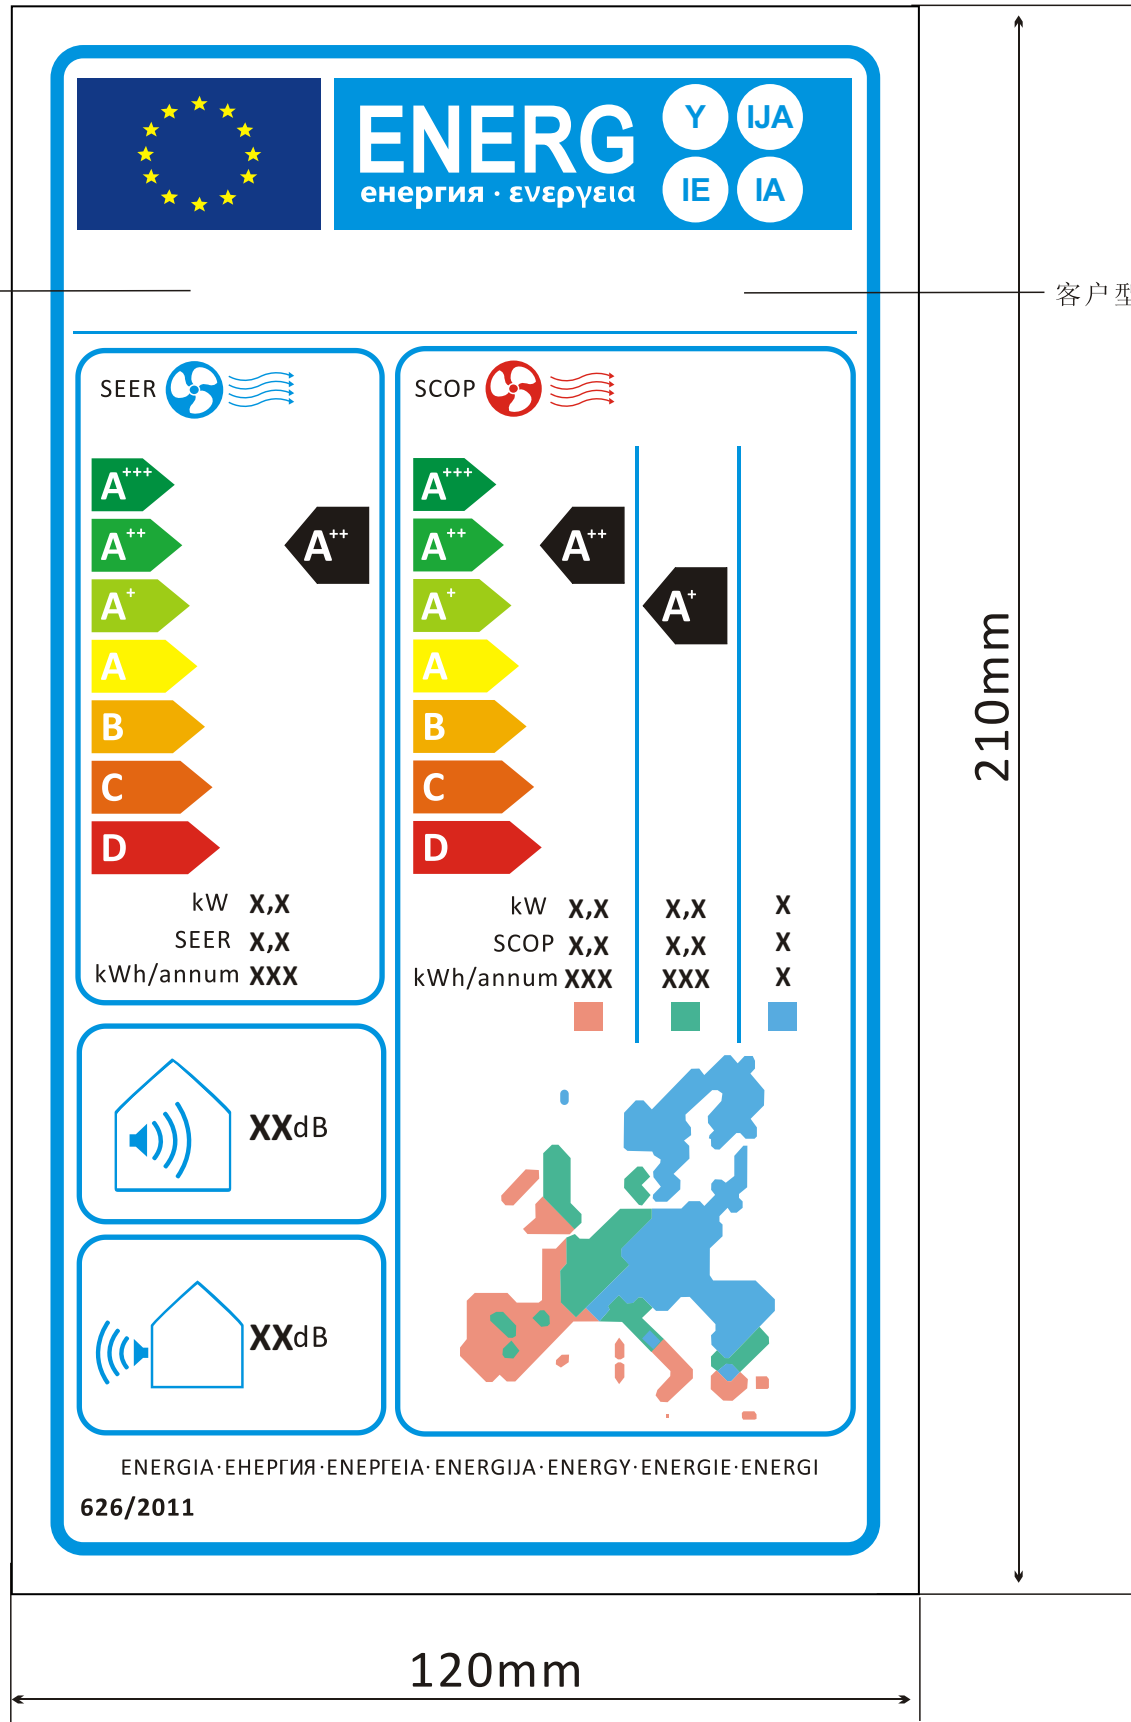 ENERG
енергия · ενεργεια
Y IJA
IE IA
客户型
SEER
A+++
A++
A+
A
B
C
D
A++
kW X,X
SEER X,X
kWh/annum XXX
SCOP
A+++
A++
A+
A
B
C
D
A++
A+
kW X,X X,X X
SCOP X,X X,X X
kWh/annum XXX XXX X
XXdB
XXdB
ENERGIA·ЕНЕРГИЯ·ΕΝΕΡΓΕΙΑ·ENERGIJA·ENERGY·ENERGIE·ENERGI
626/2011
210mm
120mm